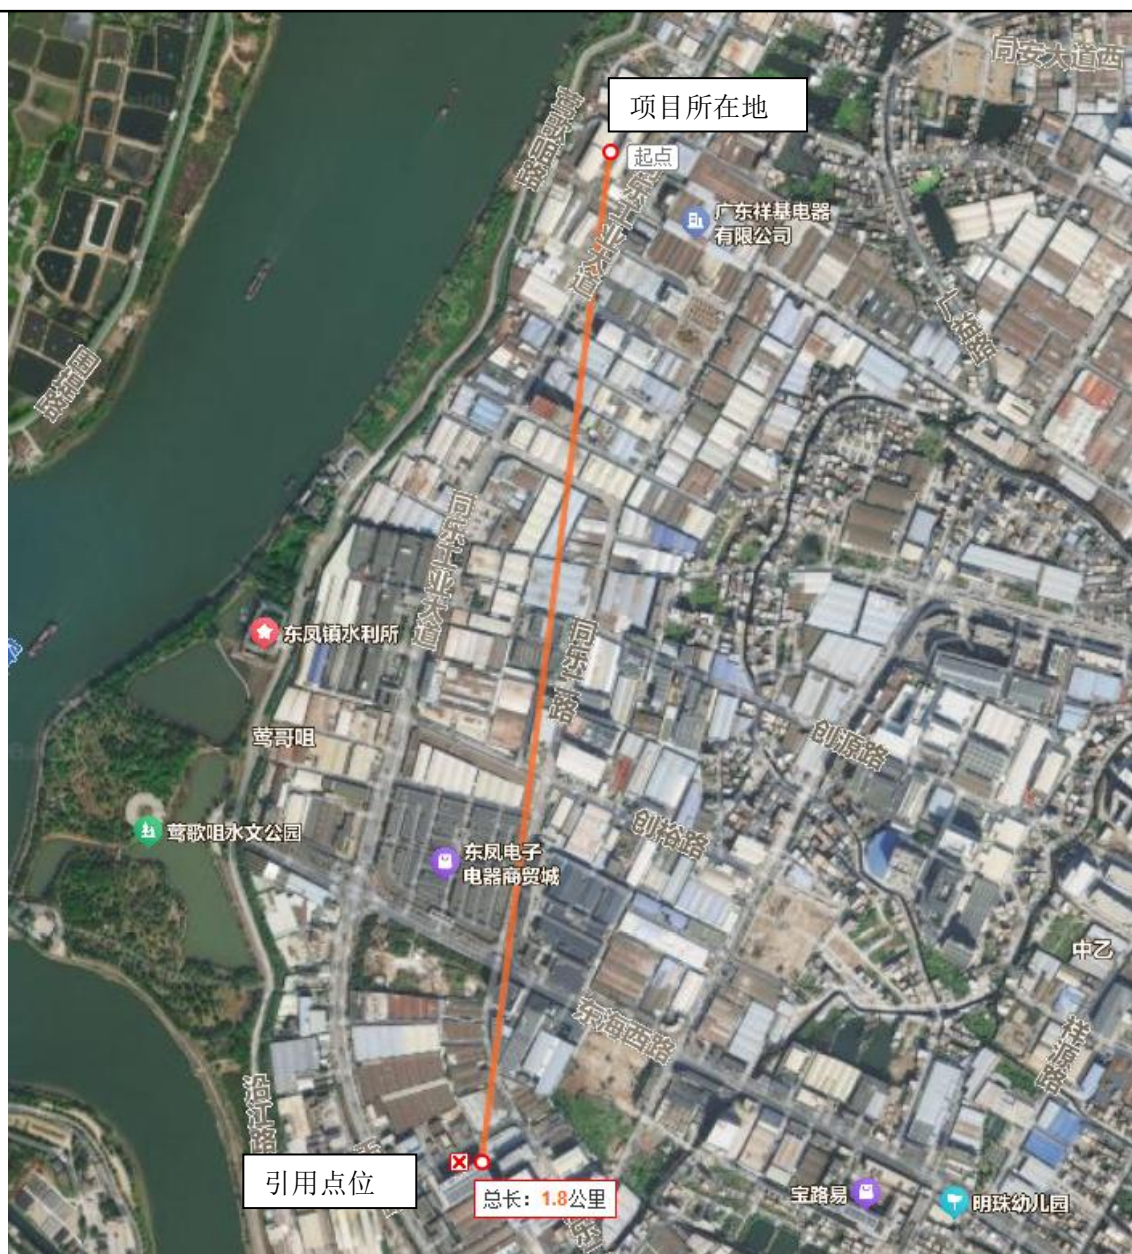 同安大道西
项目所在地
莺歌咀路
起点
同乐工业大道
广东祥基电器
有限公司
广祥路
同乐工业大道
东凤镇水利所
同乐二路
莺哥咀
创源路
莺歌咀水文公园
创裕路
东凤电子
电器商贸城
中乙
东海西路
祥源路
沿江路
引用点位
总长：1.8公里
宝路易
明珠幼儿园